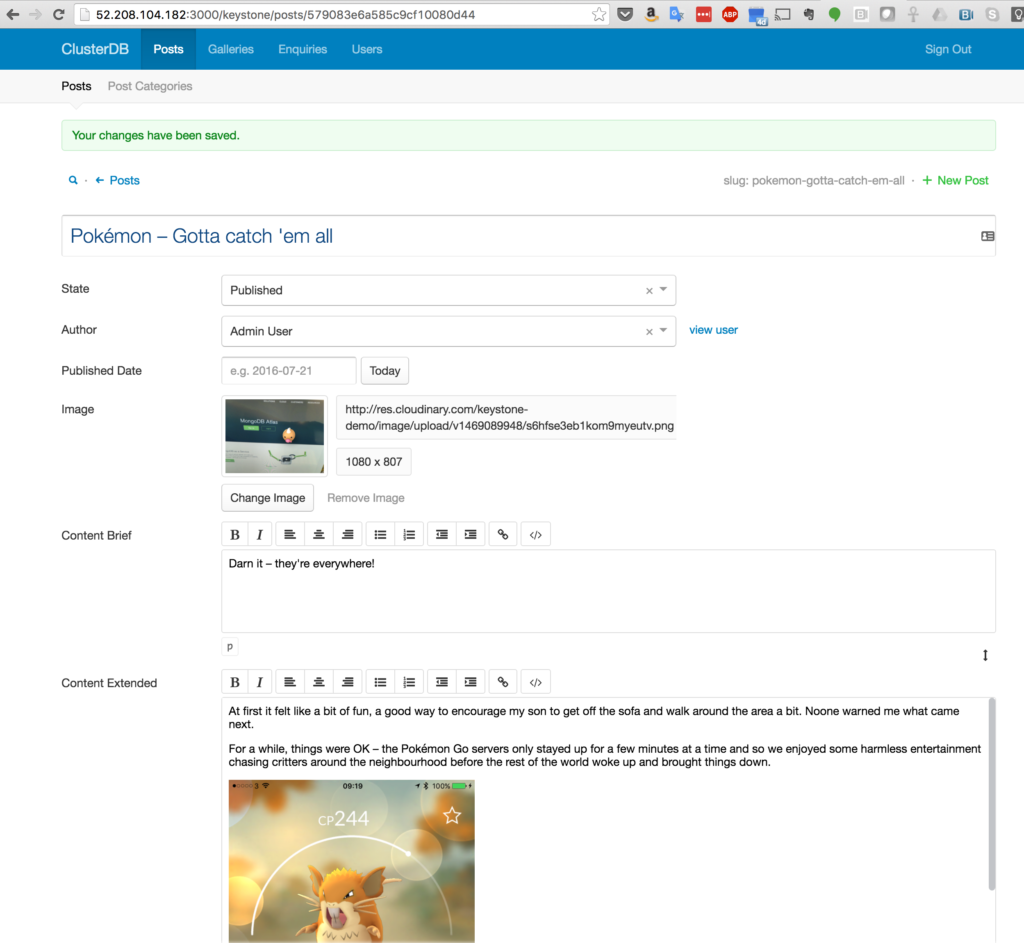 52.208.104.182:3000/keystone/posts/579083e6a585c9cf10080d44
ClusterDB Posts Galleries Enquiries Users Sign Out
Posts Post Categories
Your changes have been saved.
· ← Posts slug: pokemon-gotta-catch-em-all · + New Post
Pokémon – Gotta catch 'em all
State Published × 
Author Admin User × view user
Published Date e.g. 2016-07-21 Today
Image
MongoDB Atlas
http://res.cloudinary.com/keystone-
demo/image/upload/v1469089948/s6hfse3eb1kom9myeutv.png
1080 x 807
Change Image Remove Image
Content Brief B I </>
Darn it – they're everywhere!
p
Content Extended B I </>
At first it felt like a bit of fun, a good way to encourage my son to get off the sofa and walk around the area a bit. Noone warned me what came
next.
For a while, things were OK – the Pokémon Go servers only stayed up for a few minutes at a time and so we enjoyed some harmless entertainment
chasing critters around the neighbourhood before the rest of the world woke up and brought things down.
3 09:19 100%
CP244